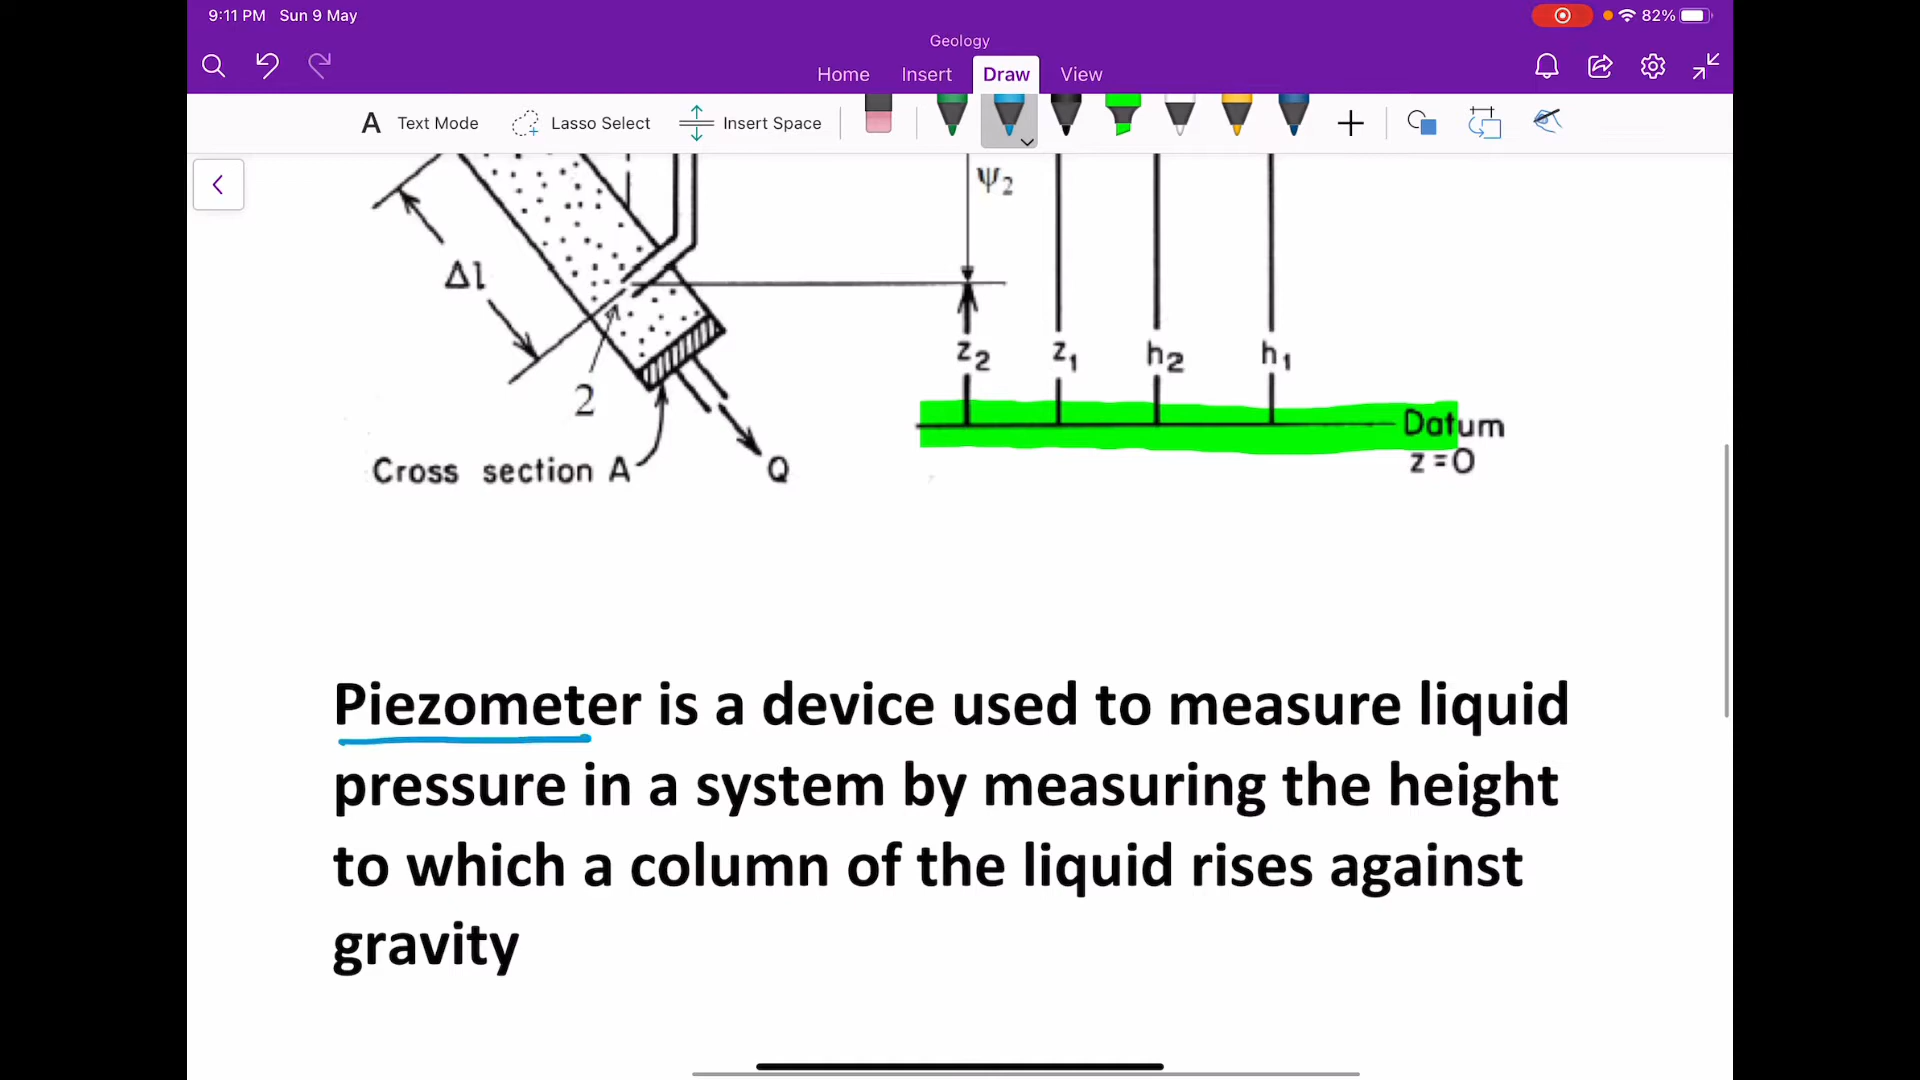 9:11 PM Sun 9 May
82%
Geology
Home Insert Draw View
A Text Mode Lasso Select Insert Space
ψ2
Δl
z2 z1 h2 h1
2
Datum
Cross section A Q
z=0
Piezometer is a device used to measure liquid
pressure in a system by measuring the height
to which a column of the liquid rises against
gravity